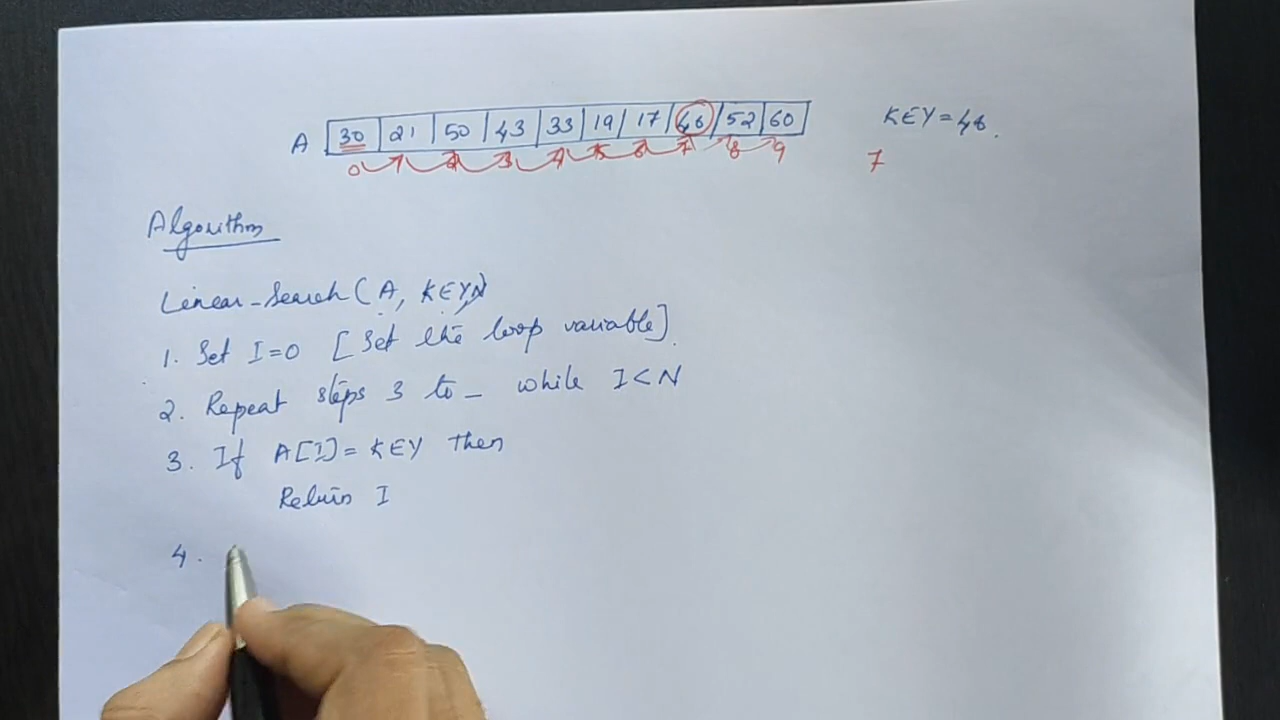 A 30 21 50 43 33 19 17 46 52 60 KEY=46.
0 1 2 3 4 5 6 7 8 9 7
Algorithm
Linear-Search(A, KEY,N)
1. Set I=0 [Set the loop variable].
2. Repeat steps 3 to _ while I<N
3. If A[I]=KEY then
Return I
4.